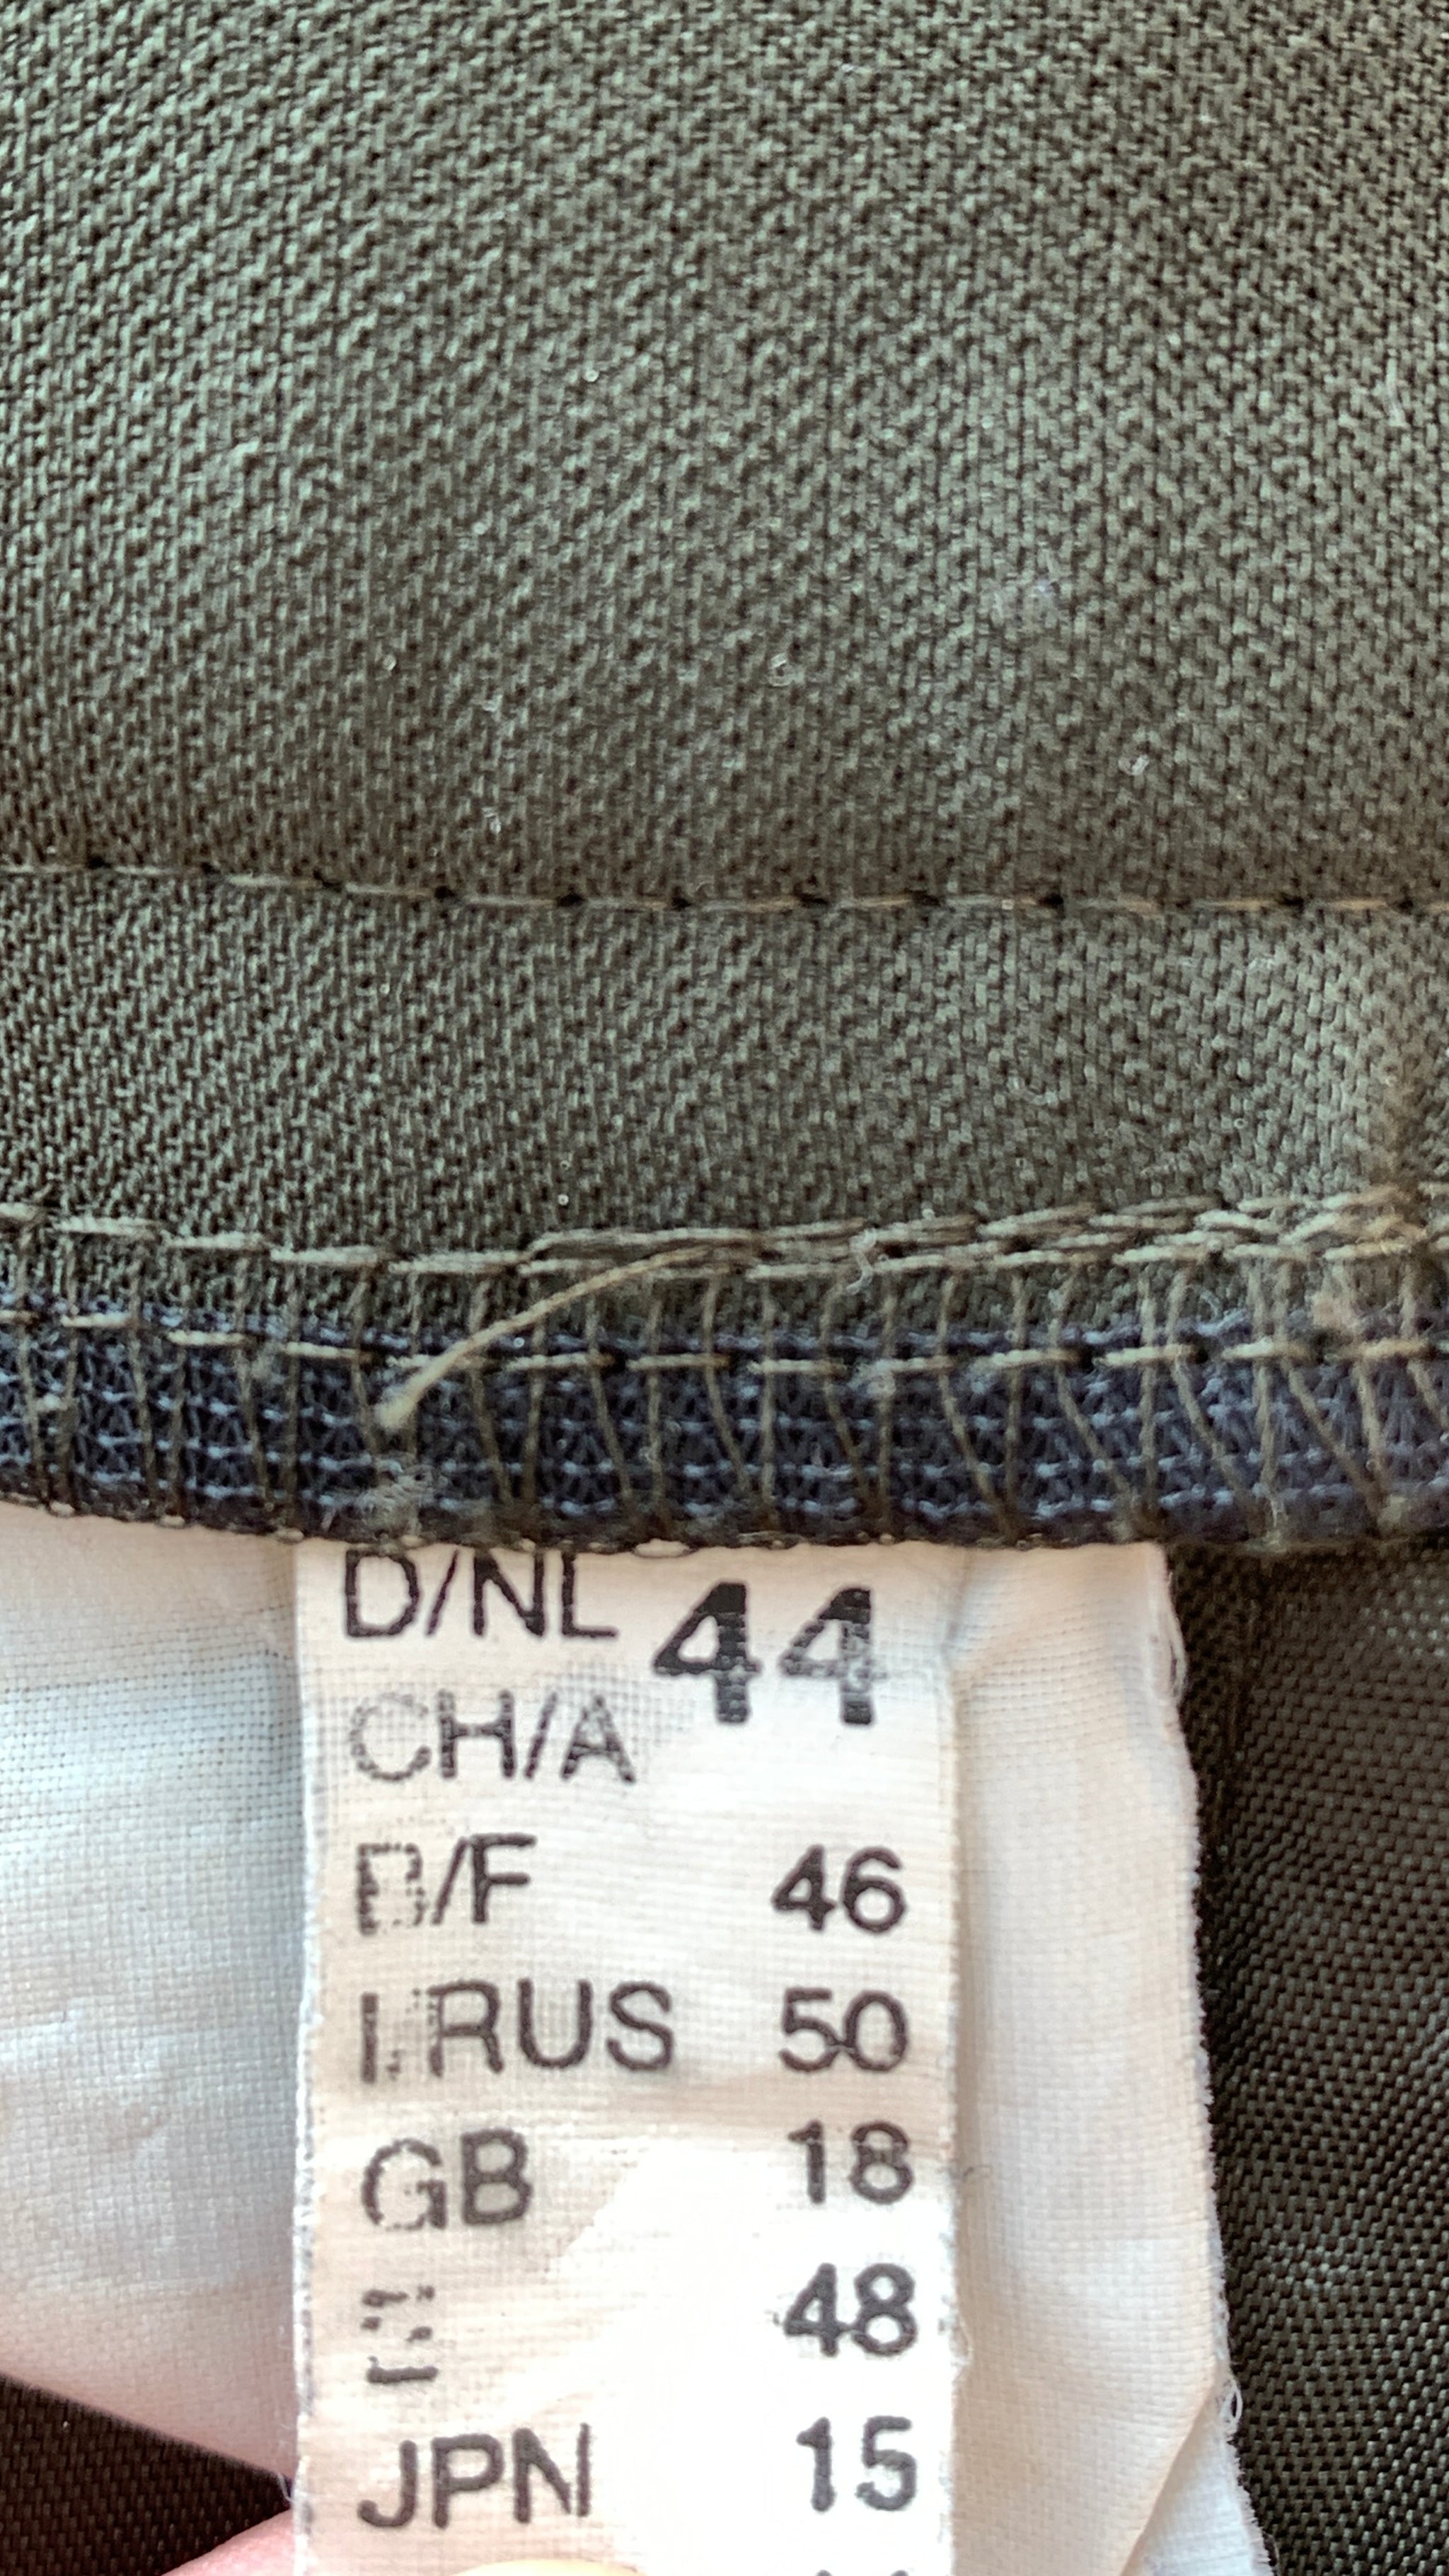 D/NL 44
CH/A
/F 46
I RUS 50
GB 18
48
JPN 15